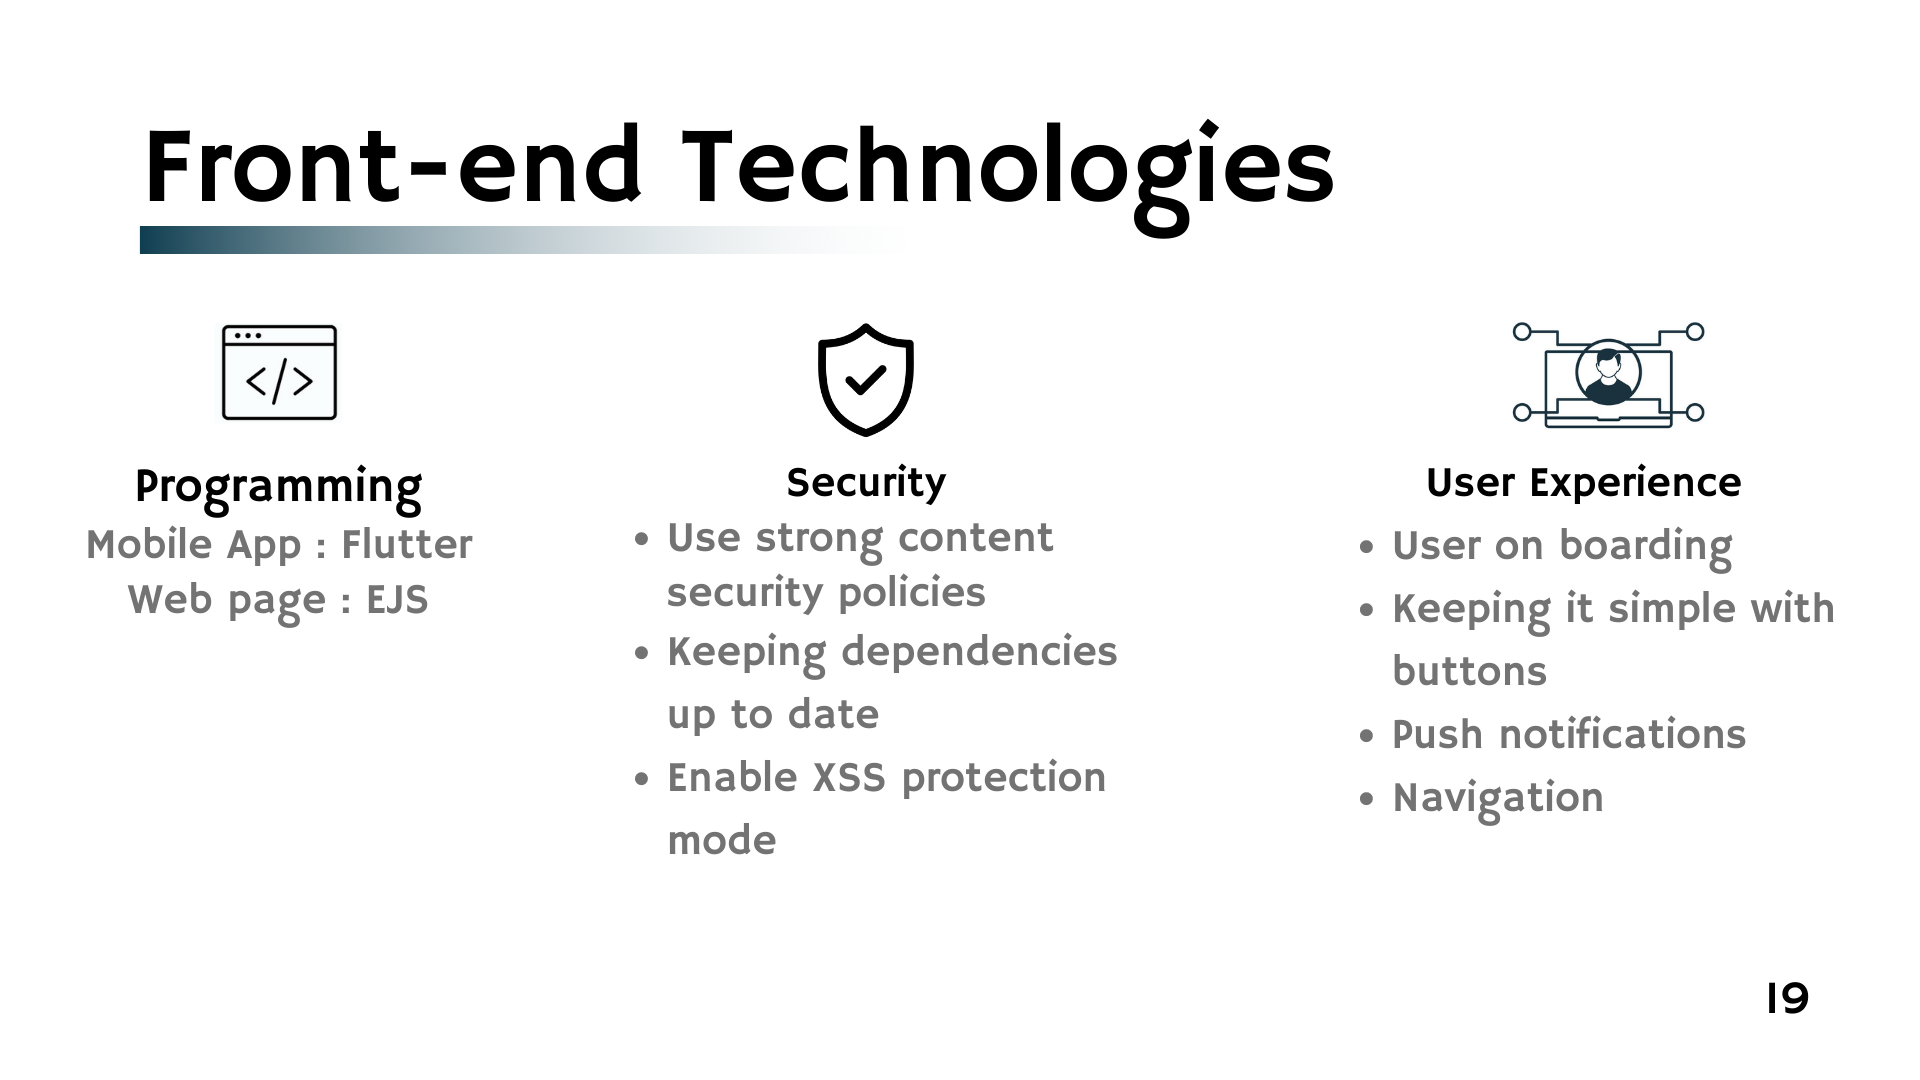 Front-end Technologies
</>
Programming
Mobile App : Flutter
Web page : EJS
Security
• Use strong content
security policies
• Keeping dependencies
up to date
• Enable XSS protection
mode
User Experience
• User on boarding
• Keeping it simple with
buttons
• Push notifications
• Navigation
19